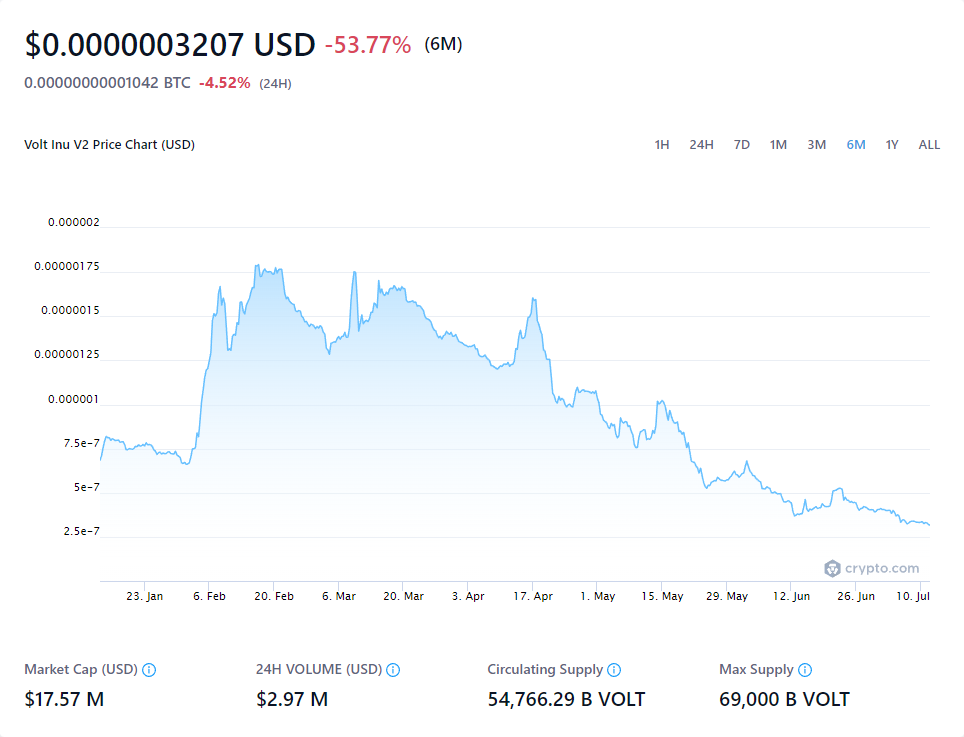 $0.0000003207 USD -53.77% (6M)
0.00000000001042 BTC -4.52% (24H)
Volt Inu V2 Price Chart (USD) 1H 24H 7D 1M 3M 6M 1Y ALL
0.000002
0.00000175
0.0000015
0.00000125
0.000001
7.5e-7
5e-7
2.5e-7
crypto.com
23. Jan 6. Feb 20. Feb 6. Mar 20. Mar 3. Apr 17. Apr 1. May 15. May 29. May 12. Jun 26. Jun 10. Jul
Market Cap (USD) 24H VOLUME (USD) Circulating Supply Max Supply
$17.57 M $2.97 M 54,766.29 B VOLT 69,000 B VOLT